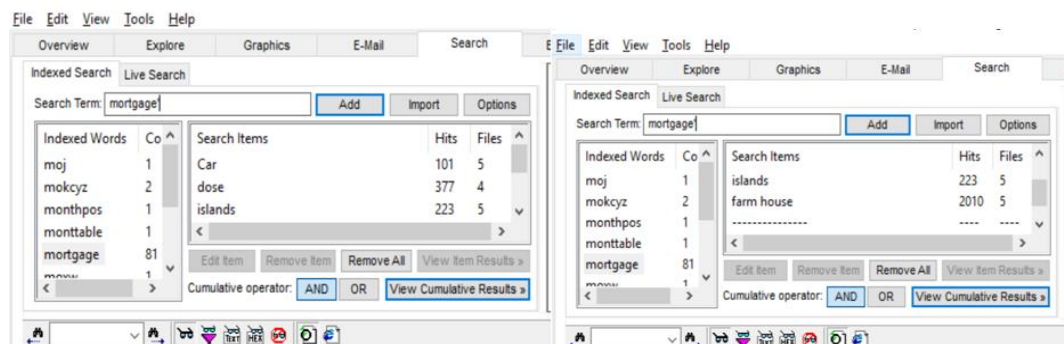 File Edit View Tools Help
Overview Explore Graphics E-Mail Search
Indexed Search Live Search
Search Term: mortgage
Add Import Options
Indexed Words Co
moj 1
mokcyz 2
monthpos 1
monttable 1
mortgage 81
1
Search Items Hits Files
Car 101 5
dose 377 4
islands 223 5
Edit Item Remove Item Remove All View Item Results »
Cumulative operator: AND OR View Cumulative Results »
TEXT HEX
E
File Edit View Tools Help
Overview Explore Graphics E-Mail Search
Indexed Search Live Search
Search Term: mortgage
Add Import Options
Indexed Words Co
moj 1
mokcyz 2
monthpos 1
monttable 1
mortgage 81
1
Search Items Hits Files
islands 223 5
farm house 2010 5
--------------- ---- ----
Edit Item Remove Item Remove All View Item Results »
Cumulative operator: AND OR View Cumulative Results »
TEXT HEX